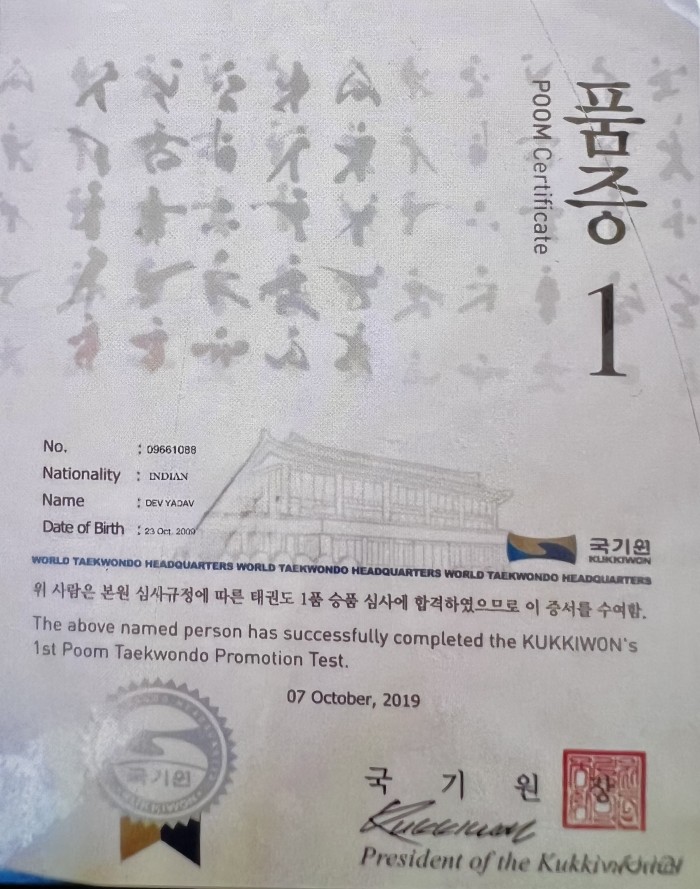 품증
POOM Certificate
1
No. : 09661088
Nationality : INDIAN
Name : DEV YADAV
Date of Birth : 23 Oct. 2009
국기원
KUKKIWON
WORLD TAEKWONDO HEADQUARTERS WORLD TAEKWONDO HEADQUARTERS WORLD TAEKWONDO HEADQUARTERS
위 사람은 본원 심사규정에 따른 태권도 1품 승품 심사에 합격하였으므로 이 증서를 수여함.
The above named person has successfully completed the KUKKIWON's
1st Poom Taekwondo Promotion Test.
07 October, 2019
국기원
KUKKIWON
국 기 원 장
Kukkiwon
President of the Kukkiwon